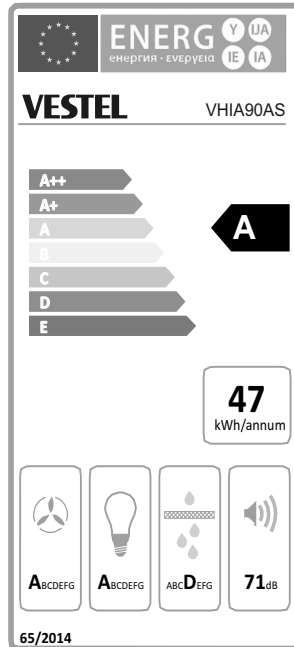 ENERG Y IJA
енергия · ενεργεια IE IA
VESTEL VHIA90AS
A++
A+
A A
B
C
D
E
47
kWh/annum
ABCDEFG ABCDEFG ABCDEFG 71dB
65/2014